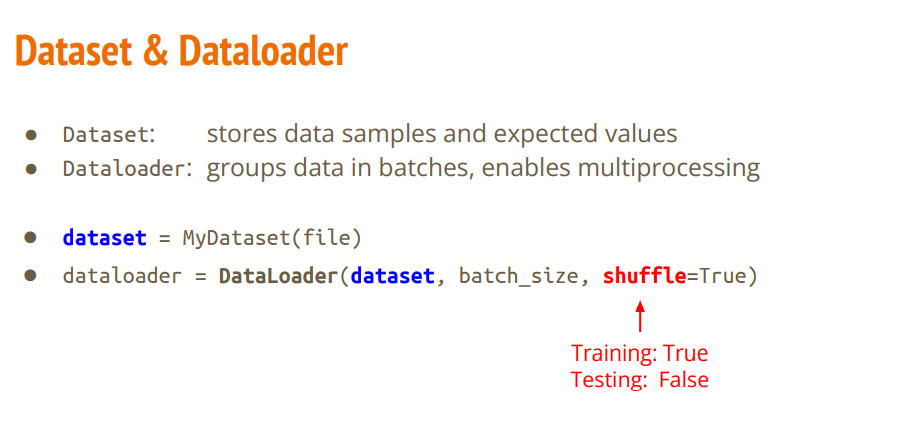 Dataset & Dataloader
● Dataset: stores data samples and expected values
● Dataloader: groups data in batches, enables multiprocessing
● dataset = MyDataset(file)
● dataloader = DataLoader(dataset, batch_size, shuffle=True)
Training: True
Testing: False